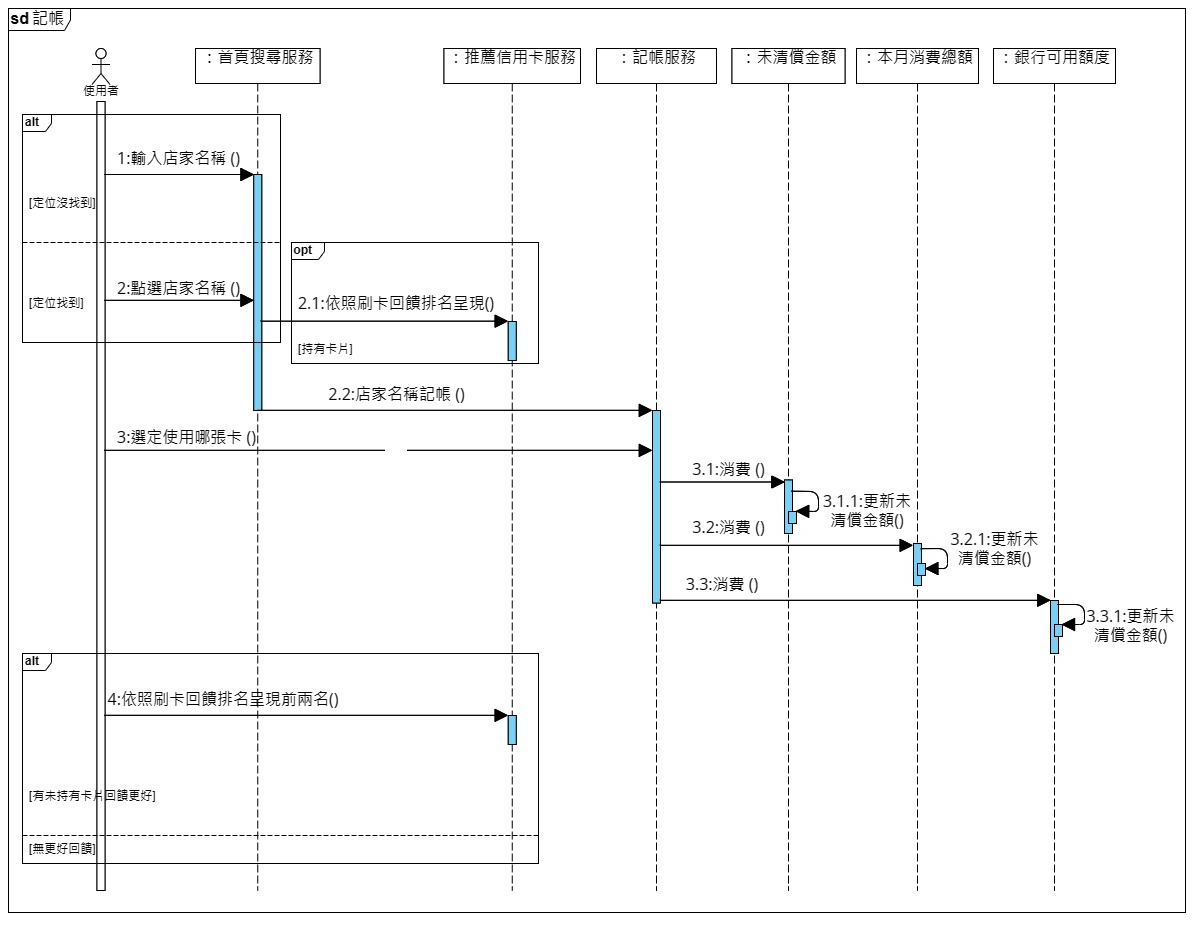 sd 記帳
使用者
：首頁搜尋服務
：推薦信用卡服務
：記帳服務
：未清償金額
：本月消費總額
：銀行可用額度
alt
1:輸入店家名稱 ()
[定位沒找到]
opt
2:點選店家名稱 ()
[定位找到]
2.1:依照刷卡回饋排名呈現()
[持有卡片]
2.2:店家名稱記帳 ()
3:選定使用哪張卡 ()
3.1:消費 ()
3.1.1:更新未
清償金額()
3.2:消費 ()
3.2.1:更新未
清償金額()
3.3:消費 ()
3.3.1:更新未
清償金額()
alt
4:依照刷卡回饋排名呈現前兩名()
[有未持有卡片回饋更好]
[無更好回饋]